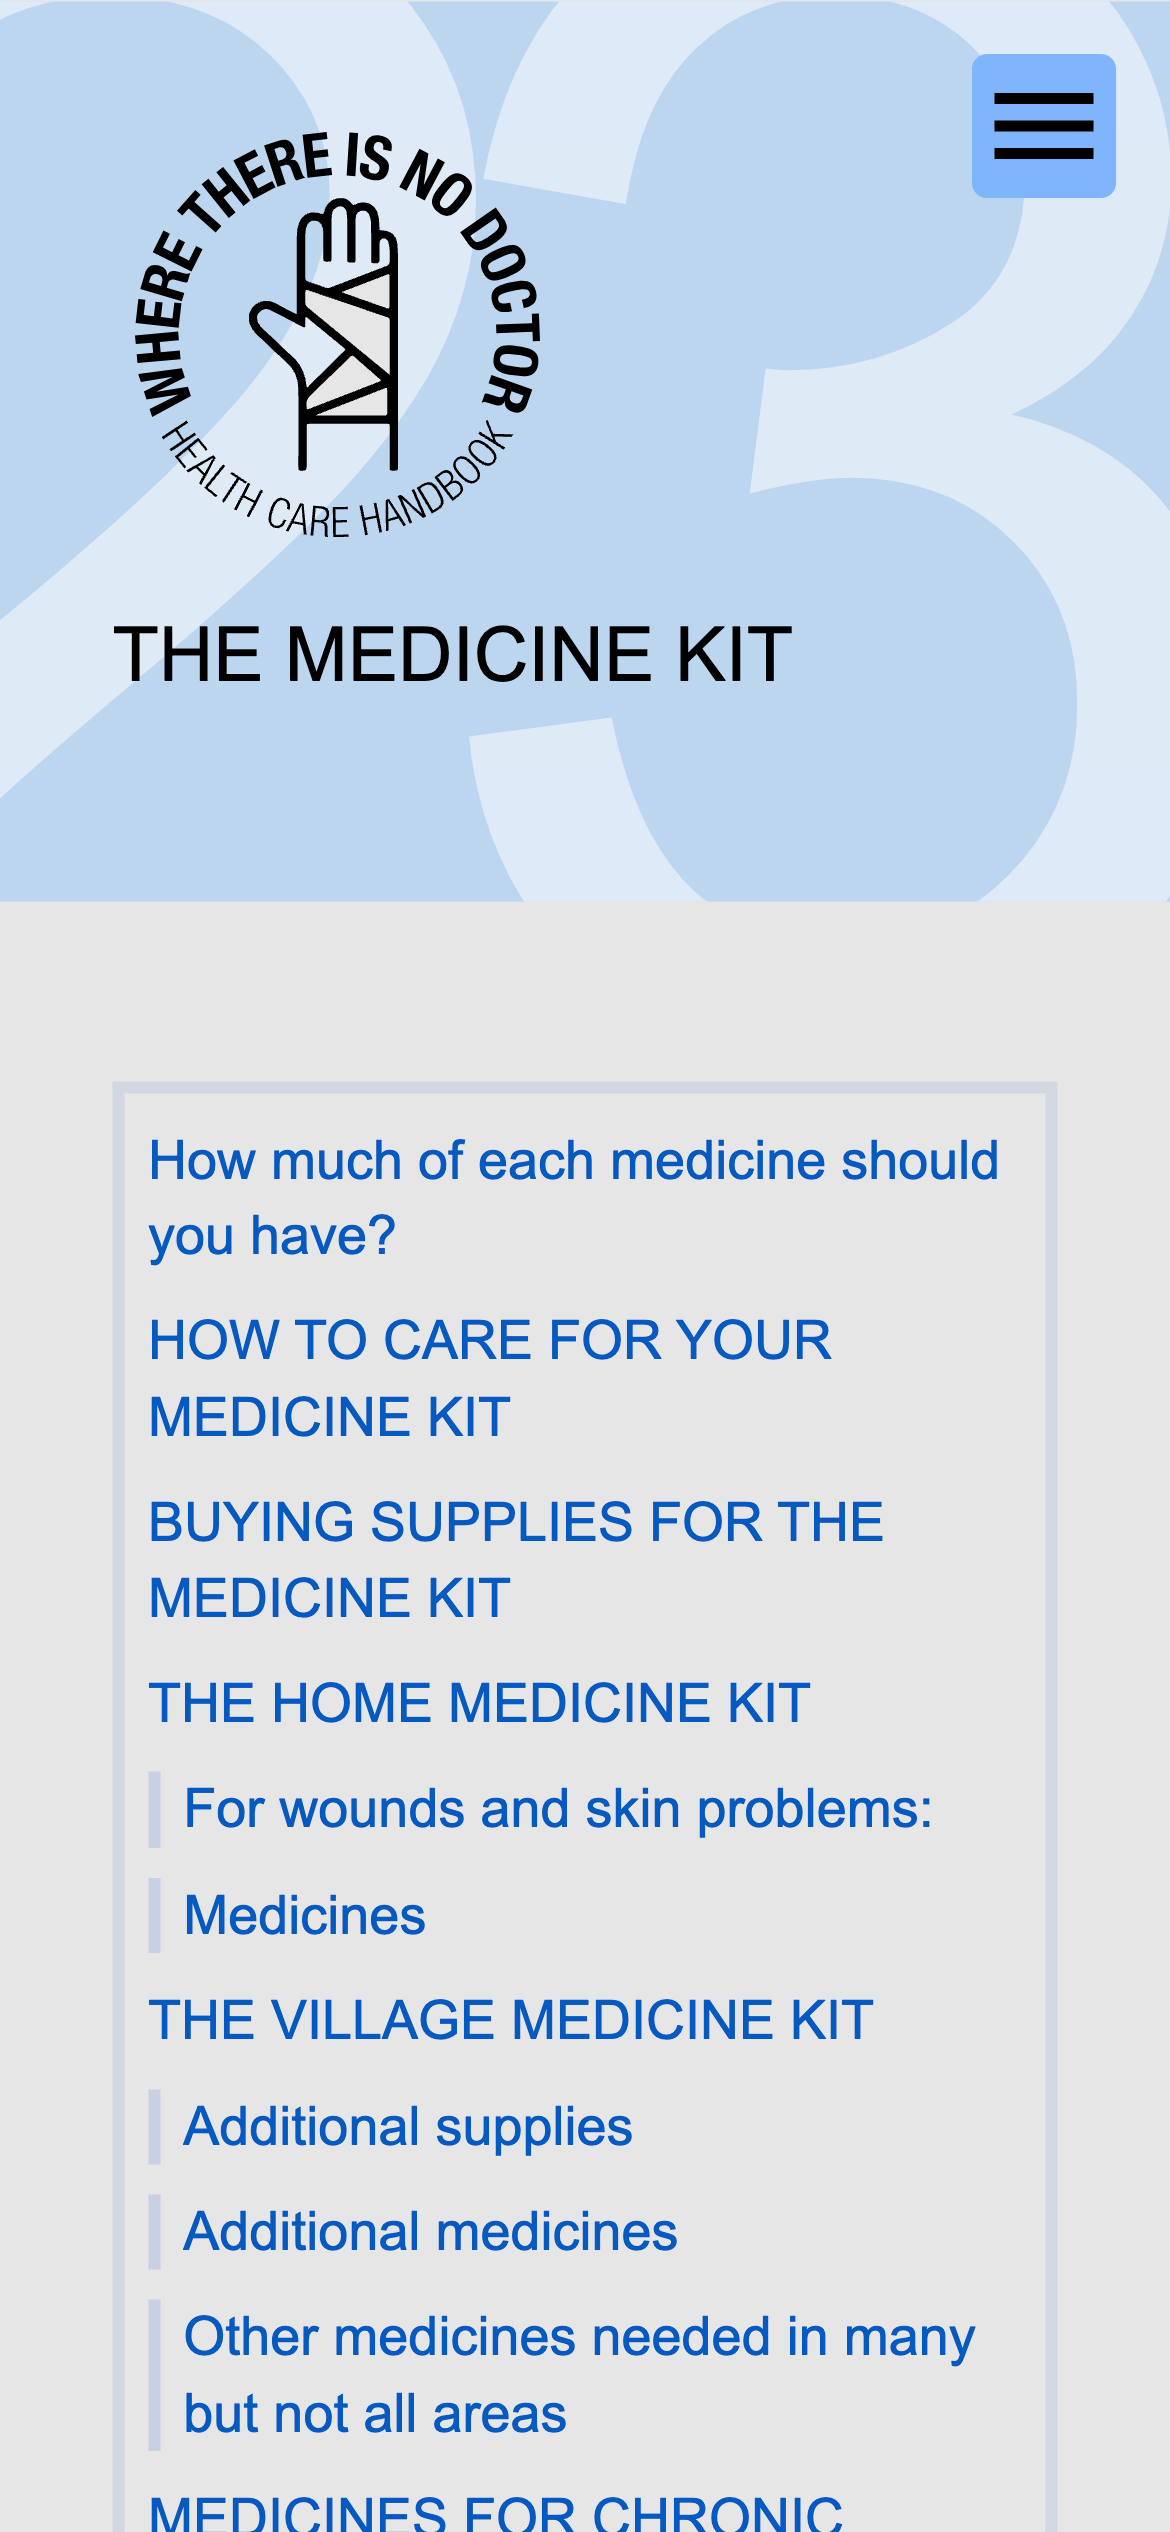 23
WHERE THERE IS NO DOCTOR
HEALTH CARE HANDBOOK
THE MEDICINE KIT
How much of each medicine should
you have?
HOW TO CARE FOR YOUR
MEDICINE KIT
BUYING SUPPLIES FOR THE
MEDICINE KIT
THE HOME MEDICINE KIT
For wounds and skin problems:
Medicines
THE VILLAGE MEDICINE KIT
Additional supplies
Additional medicines
Other medicines needed in many
but not all areas
MEDICINES FOR CHRONIC